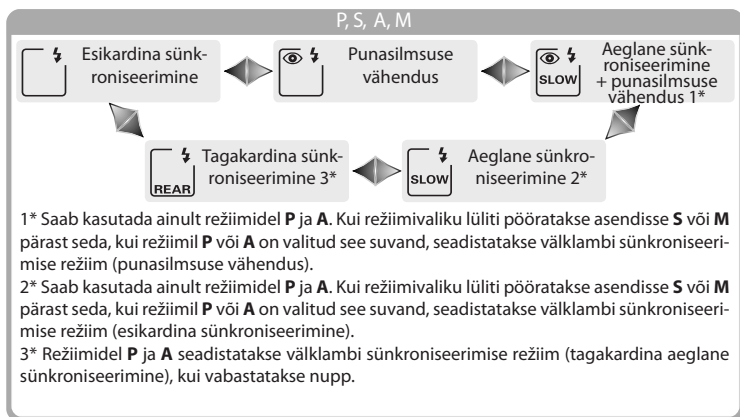 P, S, A, M
Esikardina sünk-
roniseerimine
Punasilmsuse
vähendus
SLOW
Aeglane sünk-
roniseerimine
+ punasilmsuse
vähendus 1*
REAR
Tagakardina sünk-
roniseerimine 3*
SLOW
Aeglane sünkro-
niseerimine 2*
1* Saab kasutada ainult režiimidel P ja A. Kui režiimivaliku lüliti pööratakse asendisse S või M
pärast seda, kui režiimil P või A on valitud see suvand, seadistatakse välklambi sünkroniseeri-
mise režiim (punasilmsuse vähendus).
2* Saab kasutada ainult režiimidel P ja A. Kui režiimivaliku lüliti pööratakse asendisse S või M
pärast seda, kui režiimil P või A on valitud see suvand, seadistatakse välklambi sünkroniseeri-
mise režiim (esikardina sünkroniseerimine).
3* Režiimidel P ja A seadistatakse välklambi sünkroniseerimise režiim (tagakardina aeglane
sünkroniseerimine), kui vabastatakse nupp.